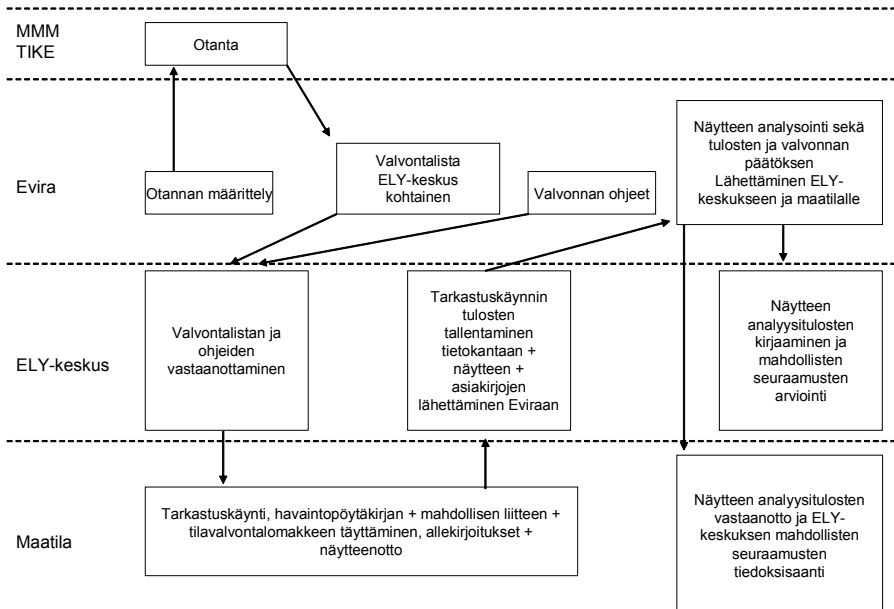 MMM
TIKE
Otanta
Evira
Otannan määrittely
Valvontalista
ELY-keskus
kohtainen
Valvonnan ohjeet
Näytteen analysointi sekä
tulosten ja valvonnan
päätöksen
Lähettäminen ELY-
keskukseen ja maatilalle
ELY-keskus
Valvontalistan ja
ohjeiden
vastaanottaminen
Tarkastuskäynnin
tulosten
tallentaminen
tietokantaan +
näytteen +
asiakirjojen
lähettäminen Eviraan
Näytteen
analyysitulosten
kirjaaminen ja
mahdollisten
seuraamusten
arviointi
Maatila
Tarkastuskäynti, havaintopöytäkirjan + mahdollisen liitteen +
tilavalvontalomakkeen täyttäminen, allekirjoitukset +
näytteenotto
Näytteen analyysitulosten
vastaanotto ja ELY-
keskuksen mahdollisten
seuraamusten
tiedoksisaanti